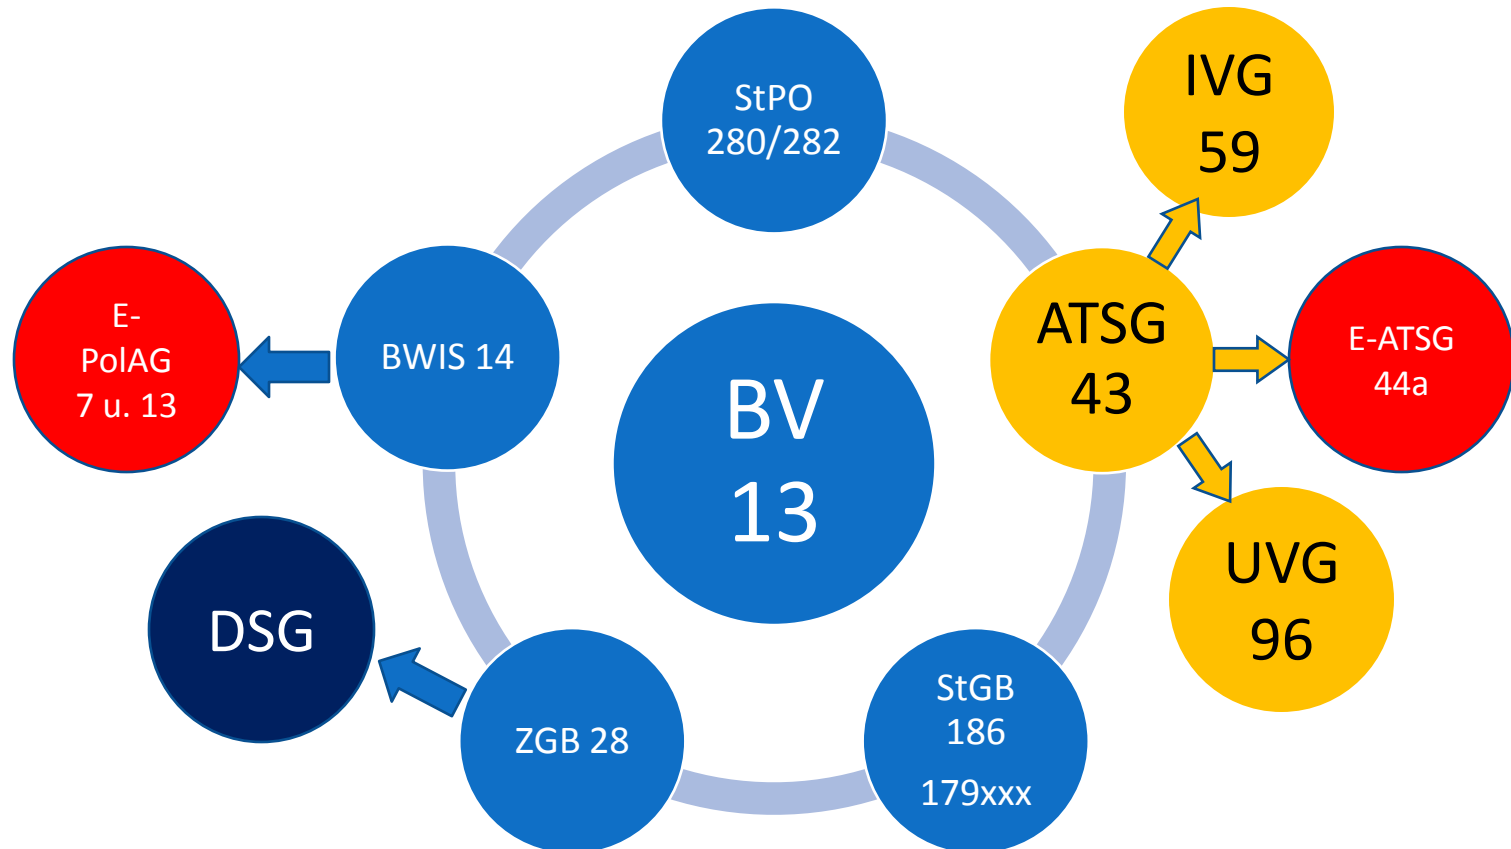 StPO
280/282
IVG
59
E-
PolAG
7 u. 13
BWIS 14
BV
13
ATSG
43
E-ATSG
44a
DSG
UVG
96
ZGB 28
StGB
186
179xxx